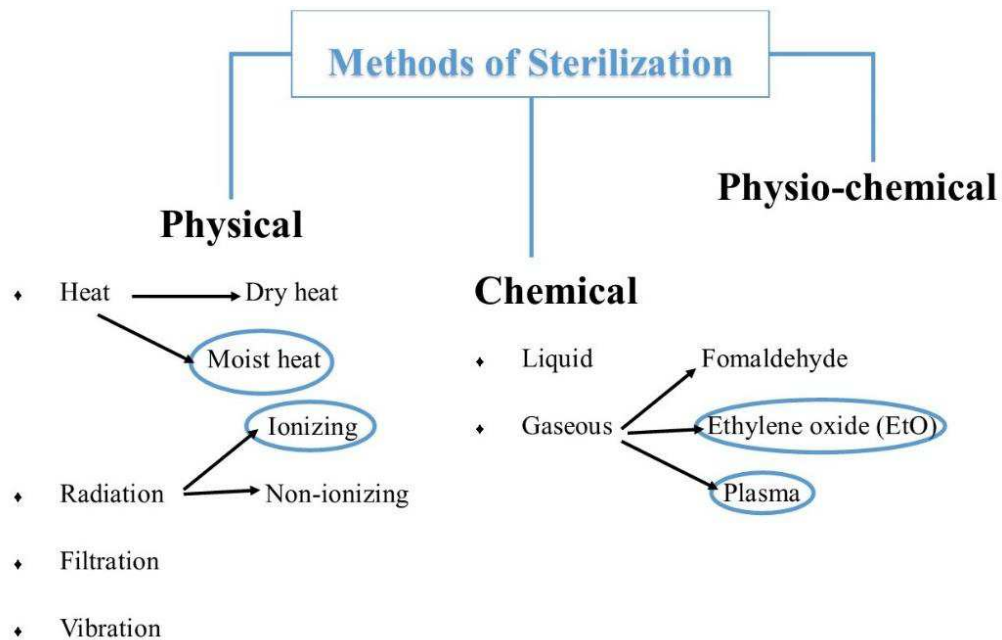 Methods of Sterilization
Physical
Heat
Dry heat
Moist heat
Ionizing
Radiation
Non-ionizing
Filtration
Vibration
Chemical
Liquid
Fomaldehyde
Gaseous
Ethylene oxide (EtO)
Plasma
Physio-chemical